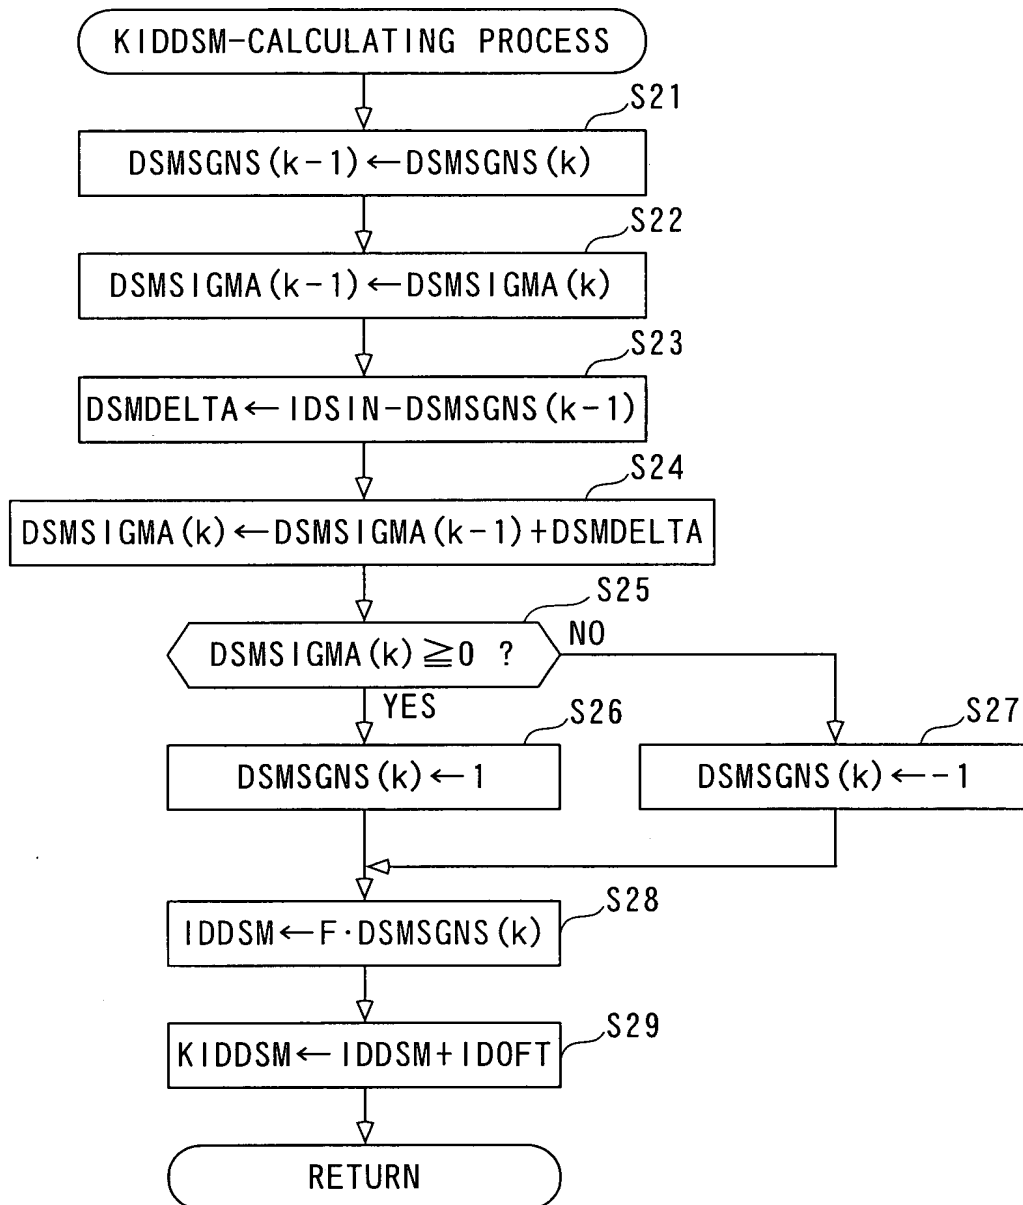 KIDDSM-CALCULATING PROCESS
S21
DSMSGNS(k-1)←DSMSGNS(k)
S22
DSMSIGMA(k-1)←DSMSIGMA(k)
S23
DSMDELTA←IDSIN-DSMSGNS(k-1)
S24
DSMSIGMA(k)←DSMSIGMA(k-1)+DSMDELTA
S25
DSMSIGMA(k)≧0 ?
NO
YES
S26
DSMSGNS(k)←1
S27
DSMSGNS(k)←-1
S28
IDDSM←F·DSMSGNS(k)
S29
KIDDSM←IDDSM+IDOFT
RETURN